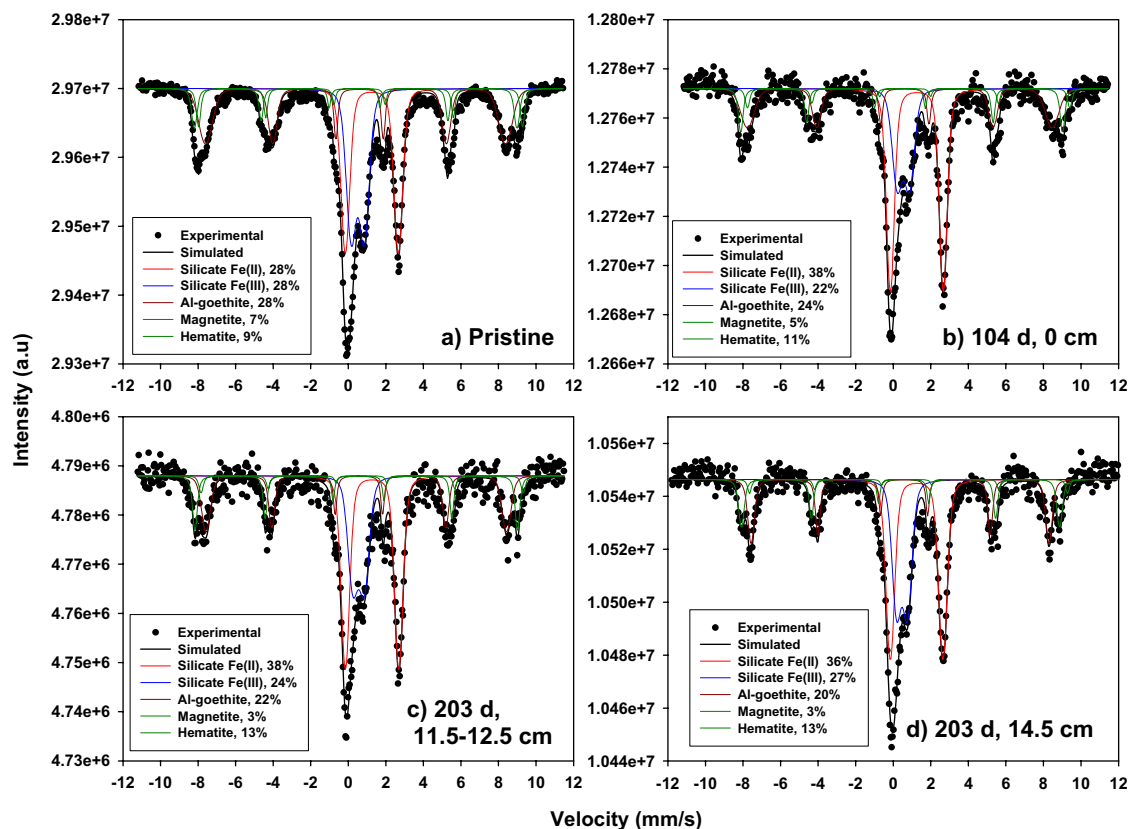 2.98e+7
2.97e+7
2.96e+7
2.95e+7
2.94e+7
2.93e+7
Experimental
Simulated
Silicate Fe(II), 28%
Silicate Fe(III), 28%
Al-goethite, 28%
Magnetite, 7%
Hematite, 9%
a) Pristine
-12 -10 -8 -6 -4 -2 0 2 4 6 8 10 12
1.280e+7
1.278e+7
1.276e+7
1.274e+7
1.272e+7
1.270e+7
1.268e+7
1.266e+7
Experimental
Simulated
Silicate Fe(II), 38%
Silicate Fe(III), 22%
Al-goethite, 24%
Magnetite, 5%
Hematite, 11%
b) 104 d, 0 cm
-12 -10 -8 -6 -4 -2 0 2 4 6 8 10 12
Intensity (a.u)
4.80e+6
4.79e+6
4.78e+6
4.77e+6
4.76e+6
4.75e+6
4.74e+6
4.73e+6
Experimental
Simulated
Silicate Fe(II), 38%
Silicate Fe(III), 24%
Al-goethite, 22%
Magnetite, 3%
Hematite, 13%
c) 203 d,
11.5-12.5 cm
-12 -10 -8 -6 -4 -2 0 2 4 6 8 10 12
1.056e+7
1.054e+7
1.052e+7
1.050e+7
1.048e+7
1.046e+7
1.044e+7
Experimental
Simulated
Silicate Fe(II) 36%
Silicate Fe(III), 27%
Al-goethite, 20%
Magnetite, 3%
Hematite, 13%
d) 203 d, 14.5 cm
-12 -10 -8 -6 -4 -2 0 2 4 6 8 10 12
Velocity (mm/s)